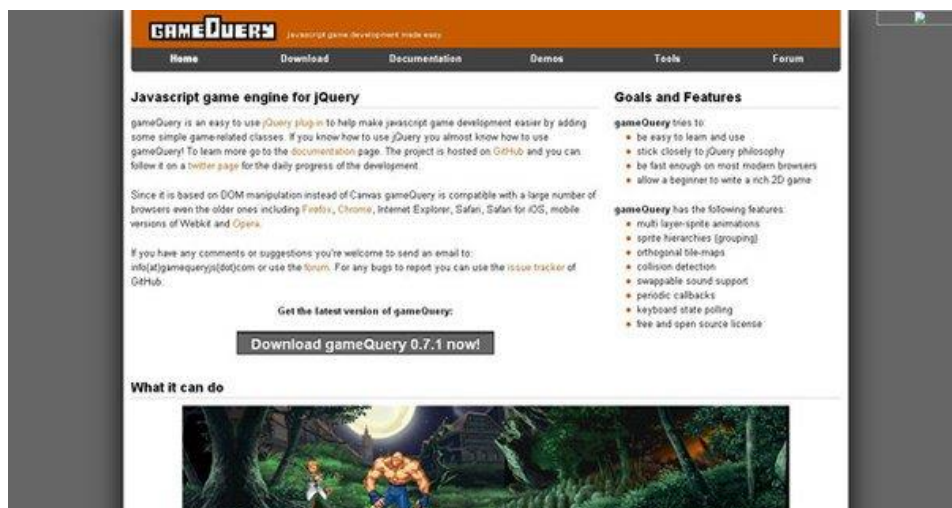 GAMEQUERY
javascript game development made easy
Home Download Documentation Demos Tools Forum
Javascript game engine for jQuery
gameQuery is an easy to use jQuery plug-in to help make javascript game development easier by adding
some simple game-related classes. If you know how to use jQuery you almost know how to use
gameQuery! To learn more go to the documentation page. The project is hosted on GitHub and you can
follow it on a twitter page for the daily progress of the development.
Since it is based on DOM manipulation instead of Canvas gameQuery is compatible with a large number of
browsers even the older ones including Firefox, Chrome, Internet Explorer, Safari, Safari for iOS, mobile
versions of Webkit and Opera.
If you have any comments or suggestions you're welcome to send an email to:
info(at)gamequeryjs(dot)com or use the forum. For any bugs to report you can use the issue tracker of
GitHub.
Get the latest version of gameQuery:
Download gameQuery 0.7.1 now!
Goals and Features
gameQuery tries to:
be easy to learn and use
stick closely to jQuery philosophy
be fast enough on most modern browsers
allow a beginner to write a rich 2D game
gameQuery has the following features:
multi layer-sprite animations
sprite hierarchies (grouping)
orthogonal tile-maps
collision detection
swappable sound support
periodic callbacks
keyboard state polling
free and open source license
What it can do